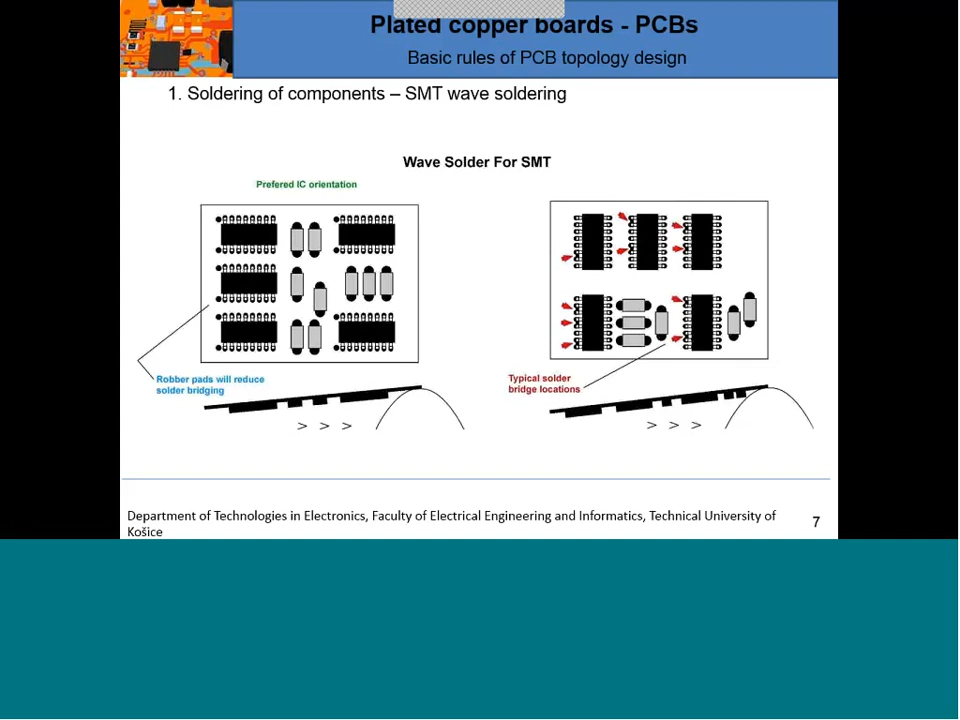 Plated copper boards - PCBs
Basic rules of PCB topology design
1. Soldering of components – SMT wave soldering
Wave Solder For SMT
Prefered IC orientation
Robber pads will reduce
solder bridging
Typical solder
bridge locations
> > >
> > >
Department of Technologies in Electronics, Faculty of Electrical Engineering and Informatics, Technical University of
Košice
7